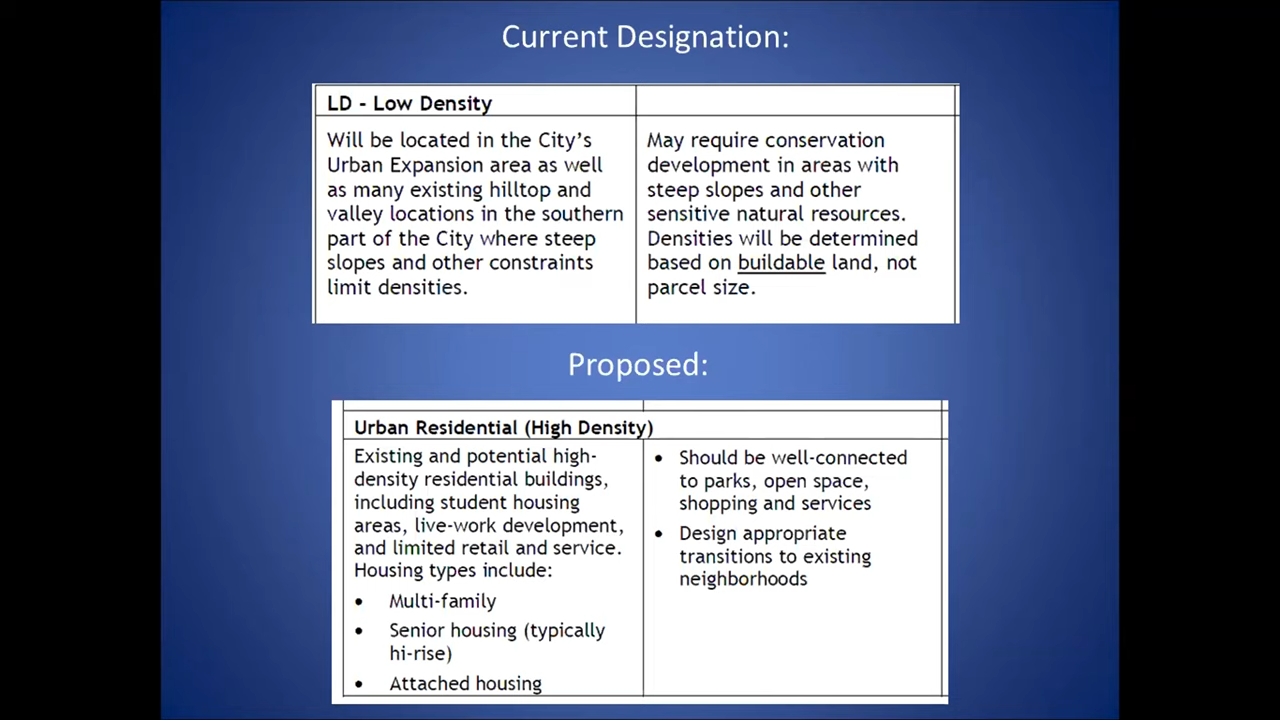 Current Designation:
LD - Low Density
Will be located in the City's
Urban Expansion area as well
as many existing hilltop and
valley locations in the southern
part of the City where steep
slopes and other constraints
limit densities.
May require conservation
development in areas with
steep slopes and other
sensitive natural resources.
Densities will be determined
based on buildable land, not
parcel size.
Proposed:
Urban Residential (High Density)
Existing and potential high-
density residential buildings,
including student housing
areas, live-work development,
and limited retail and service.
Housing types include:
• Multi-family
• Senior housing (typically
hi-rise)
• Attached housing
• Should be well-connected
to parks, open space,
shopping and services
• Design appropriate
transitions to existing
neighborhoods